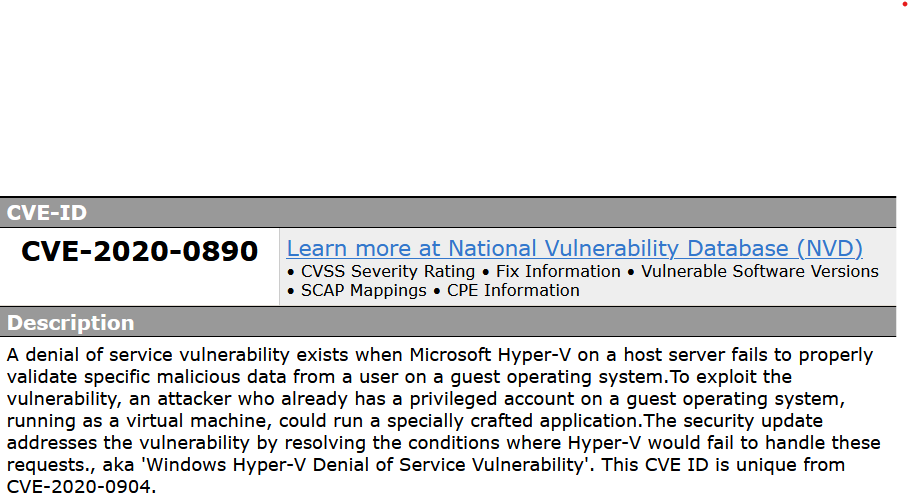 CVE-ID
CVE-2020-0890
Learn more at National Vulnerability Database (NVD)
• CVSS Severity Rating • Fix Information • Vulnerable Software Versions
• SCAP Mappings • CPE Information
Description
A denial of service vulnerability exists when Microsoft Hyper-V on a host server fails to properly
validate specific malicious data from a user on a guest operating system.To exploit the
vulnerability, an attacker who already has a privileged account on a guest operating system,
running as a virtual machine, could run a specially crafted application.The security update
addresses the vulnerability by resolving the conditions where Hyper-V would fail to handle these
requests., aka 'Windows Hyper-V Denial of Service Vulnerability'. This CVE ID is unique from
CVE-2020-0904.